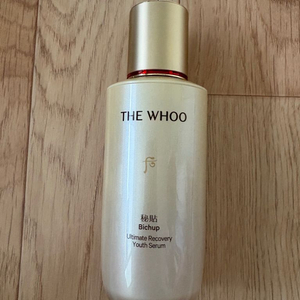 THE WHOO
秘貼
Bichup
Ultimate Recovery
Youth Serum